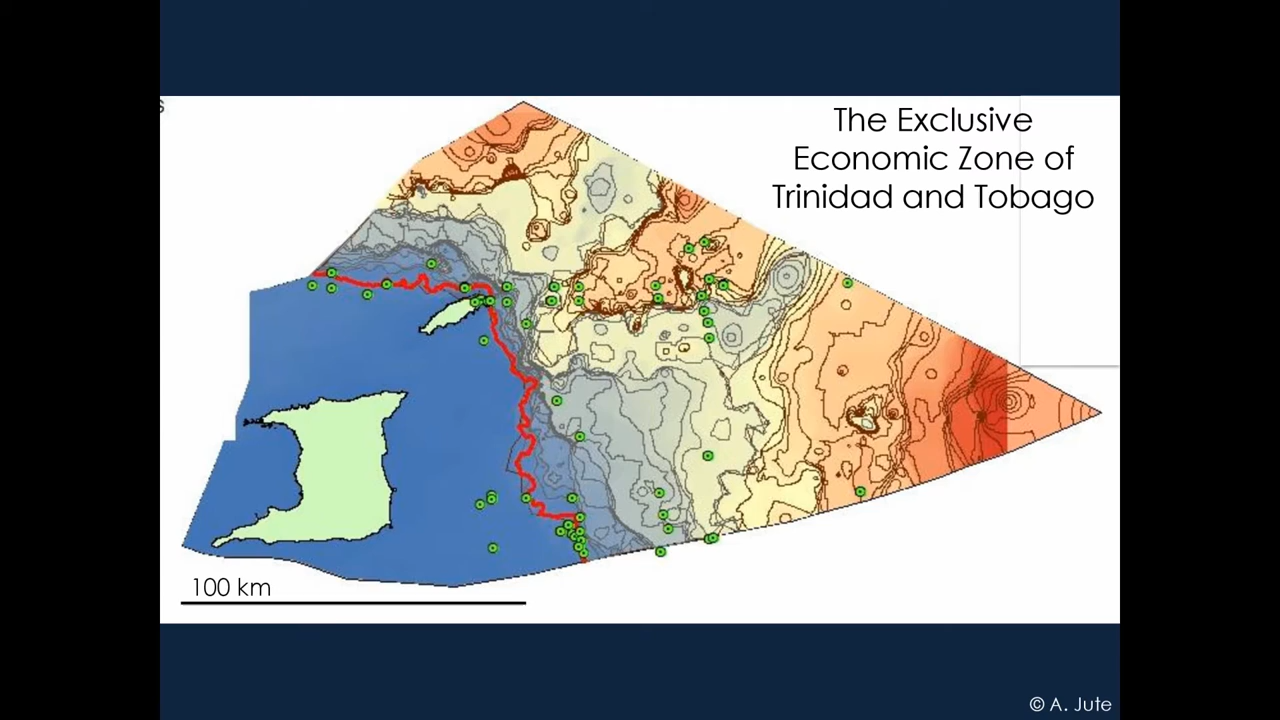 s
The Exclusive
Economic Zone of
Trinidad and Tobago
100 km
© A. Jute